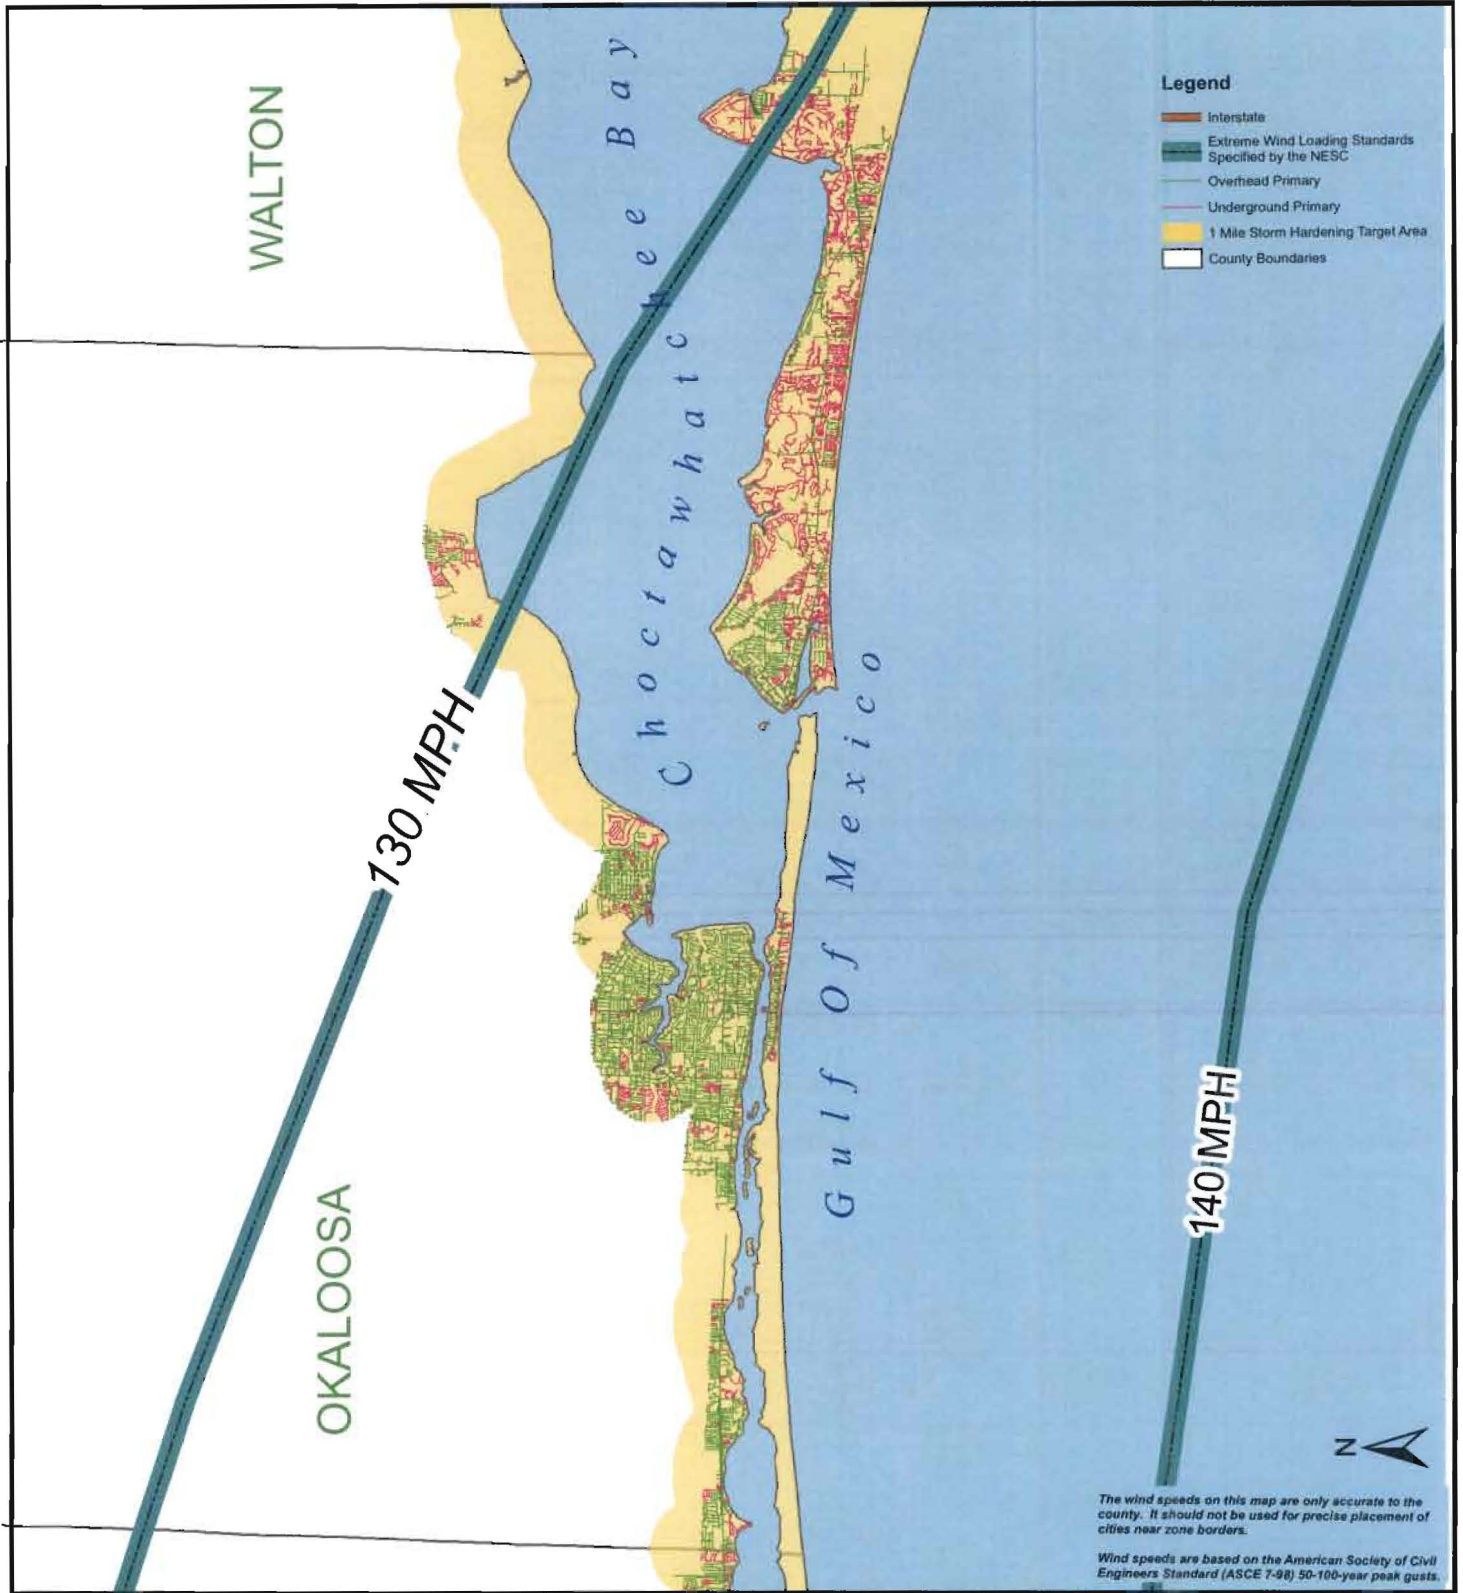 WALTON
Choctawhatchee Bay
Legend
Interstate
Extreme Wind Loading Standards
Specified by the NESC
Overhead Primary
Underground Primary
1 Mile Storm Hardening Target Area
County Boundaries
130 MPH
Gulf Of Mexico
140 MPH
OKALOOSA
N
The wind speeds on this map are only accurate to the
county. It should not be used for precise placement of
cities near zone borders.
Wind speeds are based on the American Society of Civil
Engineers Standard (ASCE 7-98) 50-100-year peak gusts.